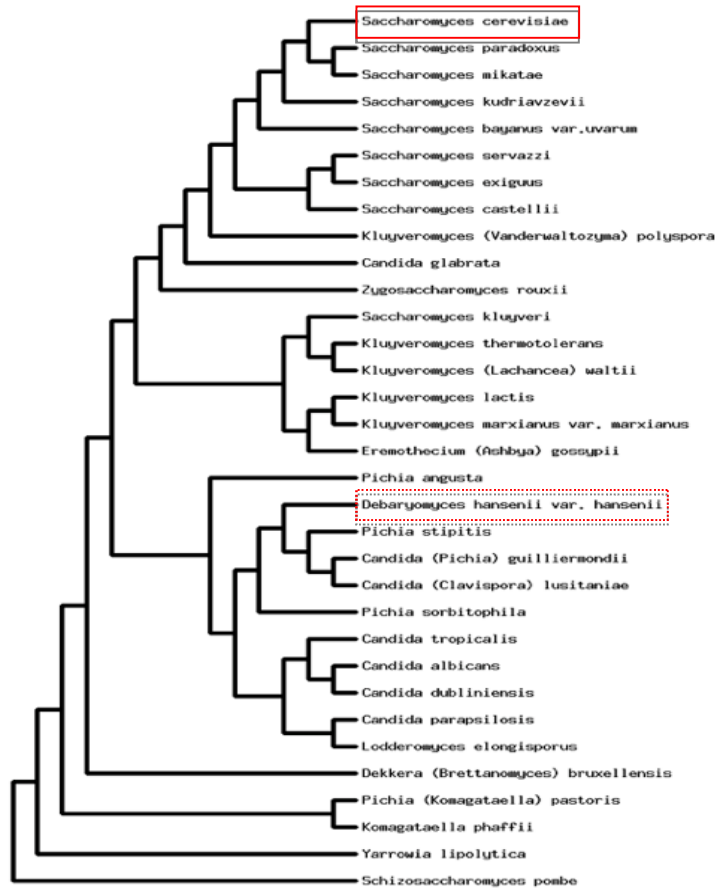 Saccharomyces cerevisiae
Saccharomyces paradoxus
Saccharomyces mikatae
Saccharomyces kudriavzevii
Saccharomyces bayanus var.uvarum
Saccharomyces servazzi
Saccharomyces exiguus
Saccharomyces castellii
Kluyveromyces (Vanderwaltozyma) polyspora
Candida glabrata
Zygosaccharomyces rouxii
Saccharomyces kluyveri
Kluyveromyces thermotolerans
Kluyveromyces (Lachancea) waltii
Kluyveromyces lactis
Kluyveromyces marxianus var. marxianus
Eremothecium (Ashbya) gossypii
Pichia angusta
Debaryomyces hansenii var. hansenii
Pichia stipitis
Candida (Pichia) guilliermondii
Candida (Clavispora) lusitaniae
Pichia sorbitophila
Candida tropicalis
Candida albicans
Candida dubliniensis
Candida parapsilosis
Lodderomyces elongisporus
Dekkera (Brettanomyces) bruxellensis
Pichia (Komagataella) pastoris
Komagataella phaffii
Yarrowia lipolytica
Schizosaccharomyces pombe